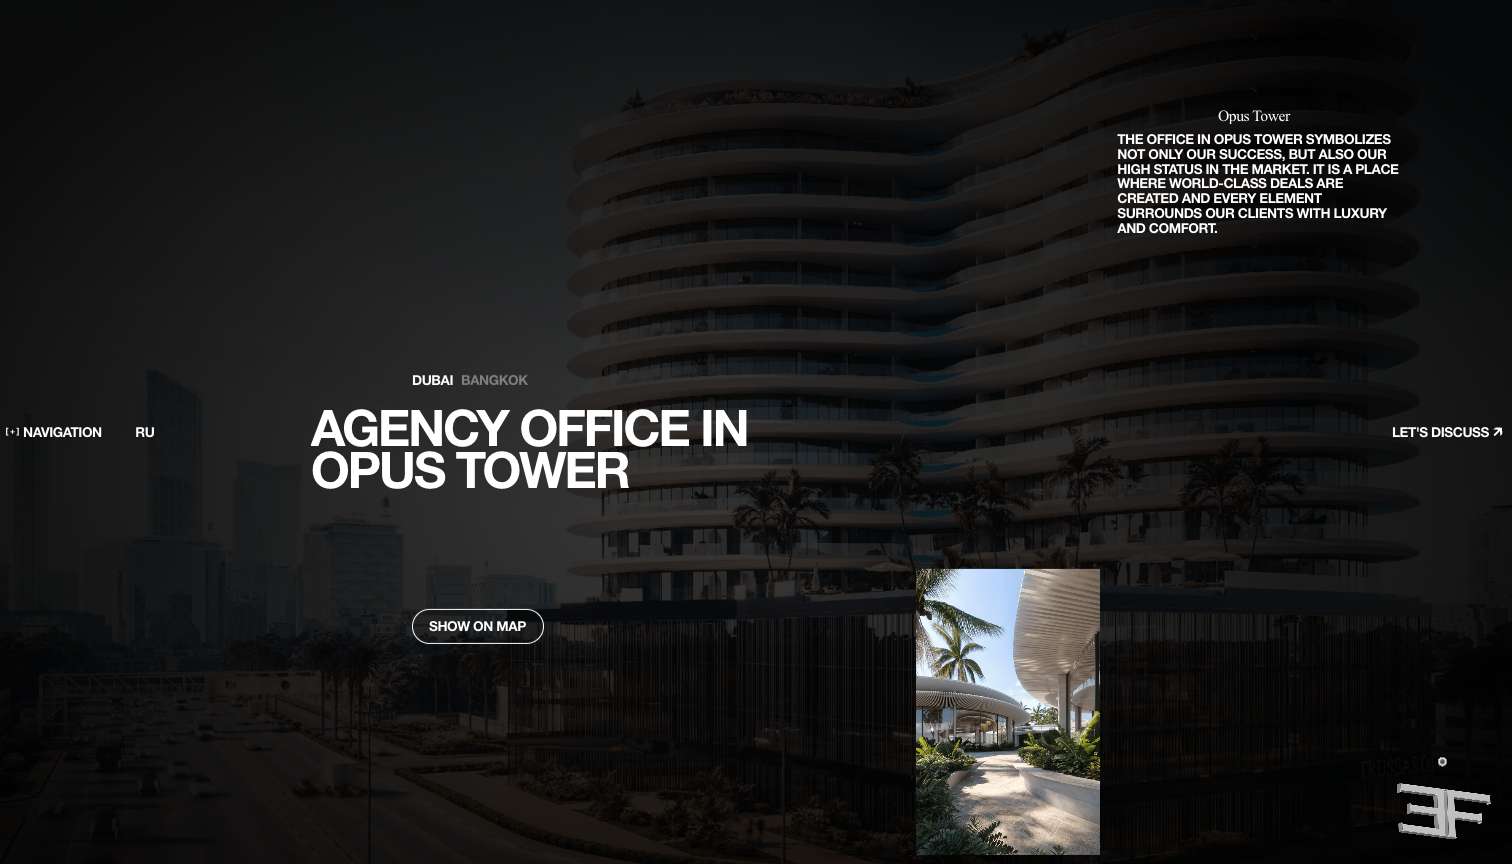 Opus Tower
THE OFFICE IN OPUS TOWER SYMBOLIZES
NOT ONLY OUR SUCCESS, BUT ALSO OUR
HIGH STATUS IN THE MARKET. IT IS A PLACE
WHERE WORLD-CLASS DEALS ARE
CREATED AND EVERY ELEMENT
SURROUNDS OUR CLIENTS WITH LUXURY
AND COMFORT.
DUBAI BANGKOK
AGENCY OFFICE IN
OPUS TOWER
[+] NAVIGATION RU
LET'S DISCUSS ↗
SHOW ON MAP